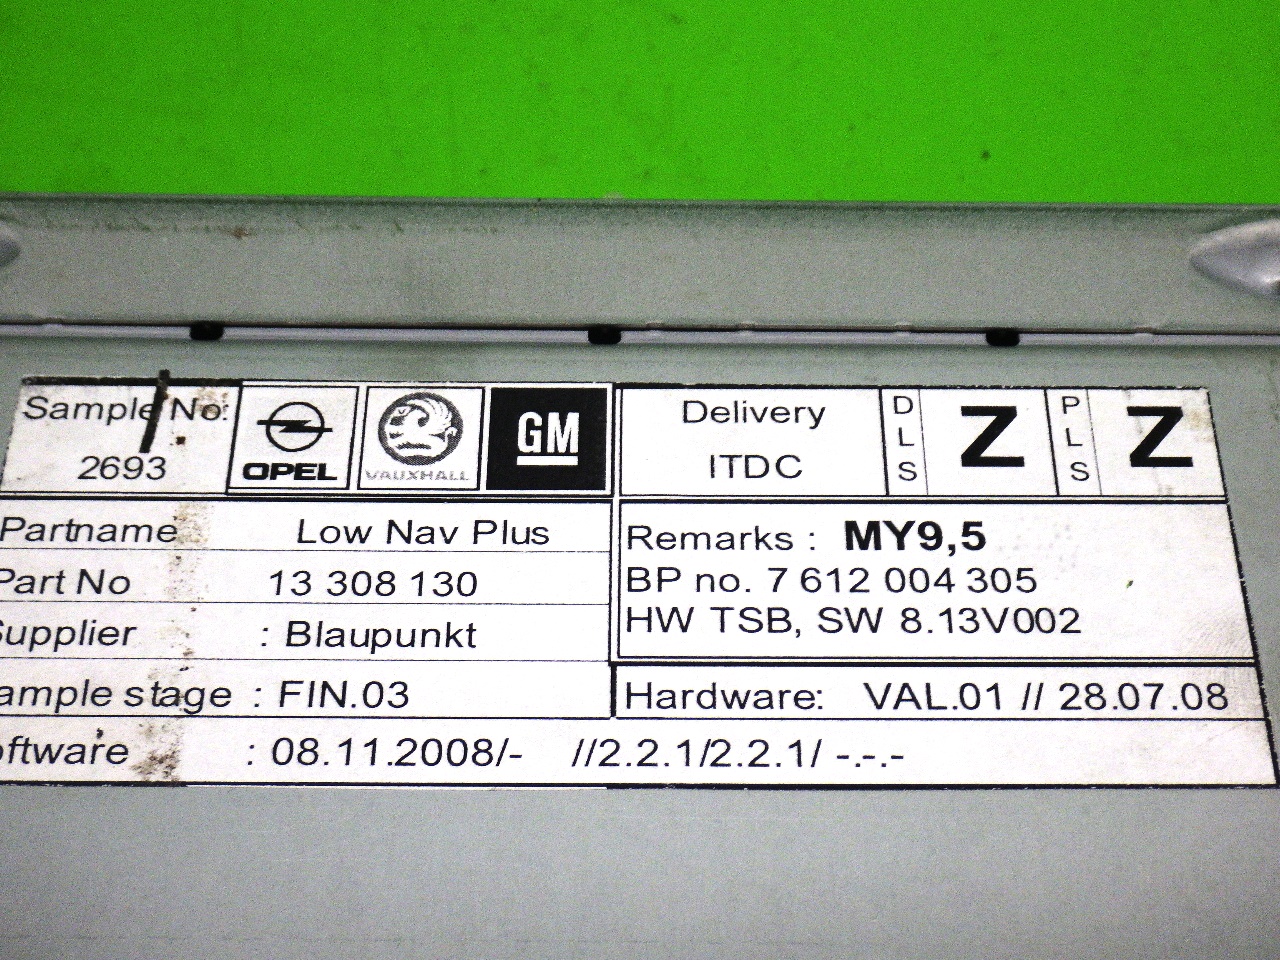 Sample No:
2693
OPEL
VAUXHALL
GM
Delivery
ITDC
DLS
Z
PLS
Z
Partname Low Nav Plus
Part No 13 308 130
Supplier : Blaupunkt
ample stage : FIN.03
oftware : 08.11.2008/- //2.2.1/2.2.1/ -.-.-
Remarks : MY9,5
BP no. 7 612 004 305
HW TSB, SW 8.13V002
Hardware: VAL.01 // 28.07.08